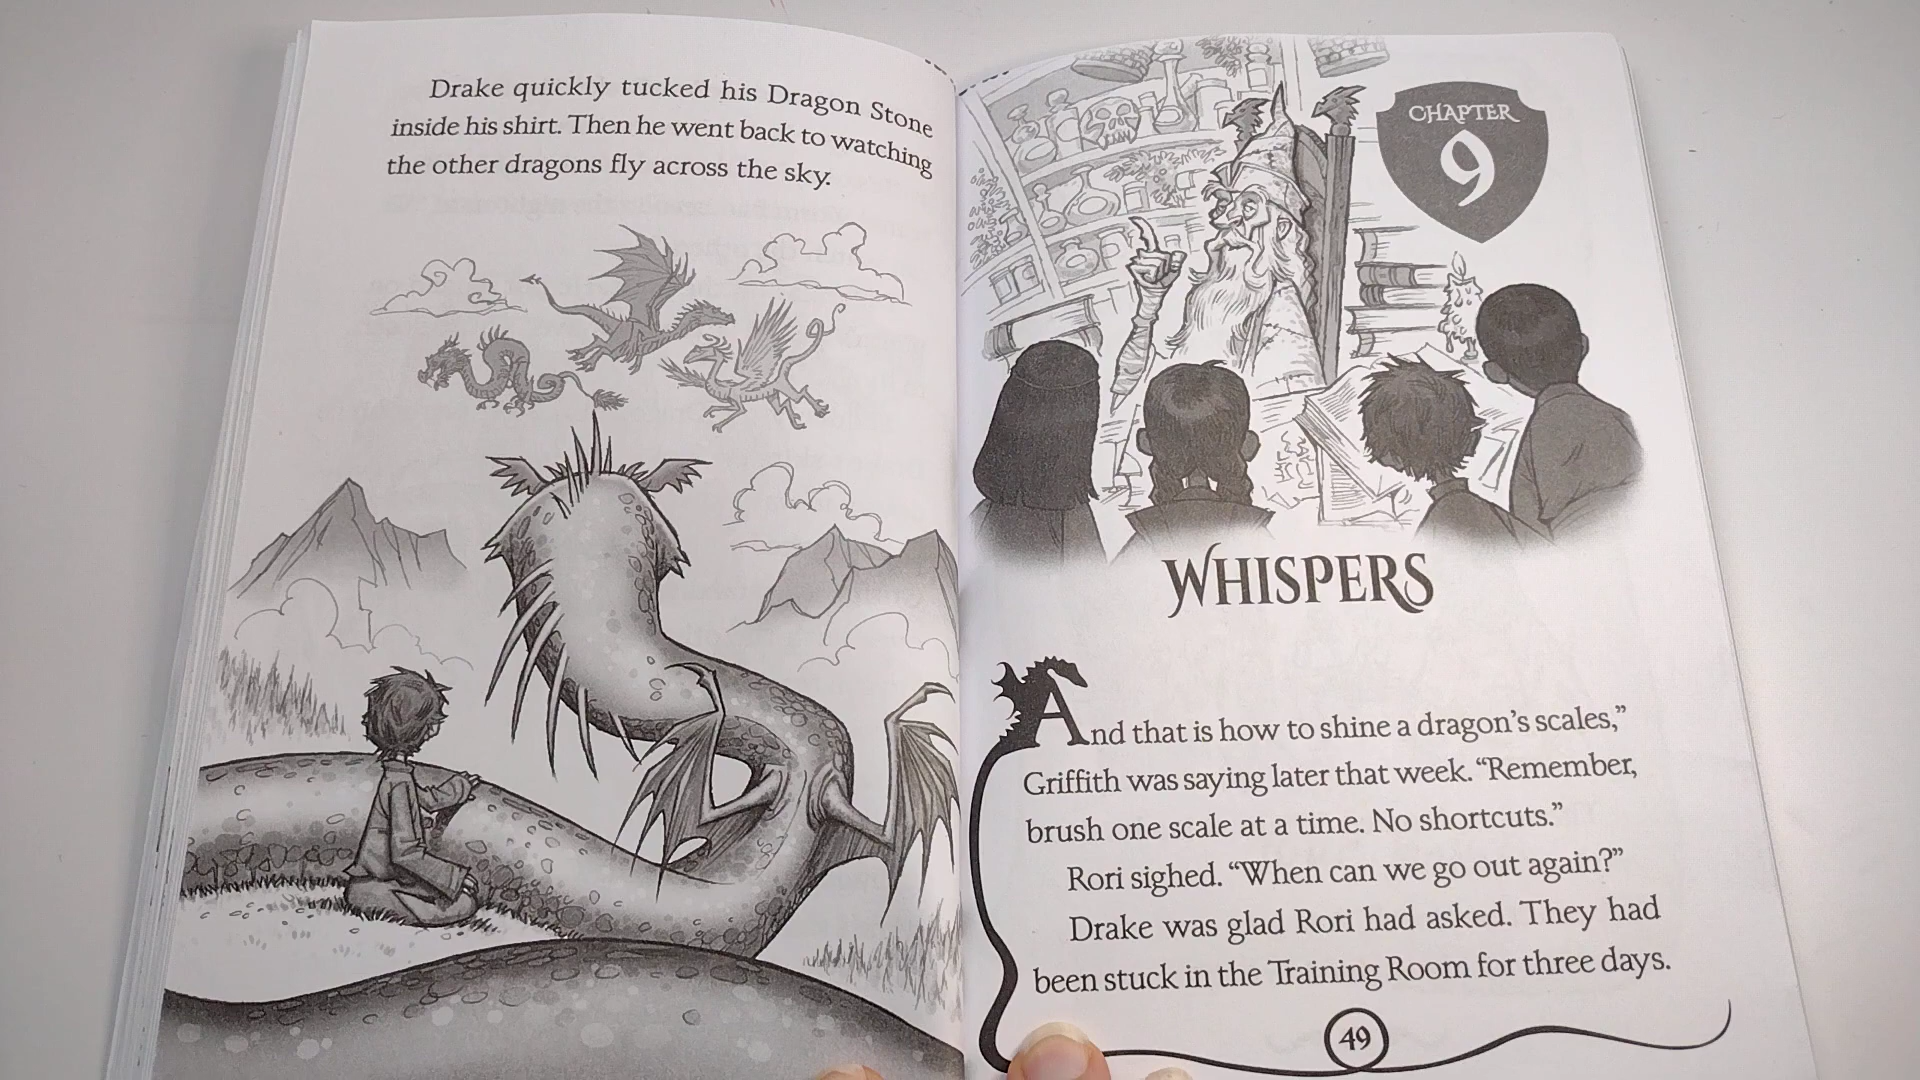 Drake quickly tucked his Dragon Stone
inside his shirt. Then he went back to watching
the other dragons fly across the sky.
CHAPTER
9
WHISPERS
And that is how to shine a dragon's scales,”
Griffith was saying later that week. “Remember,
brush one scale at a time. No shortcuts.”
Rori sighed. “When can we go out again?”
Drake was glad Rori had asked. They had
been stuck in the Training Room for three days.
49